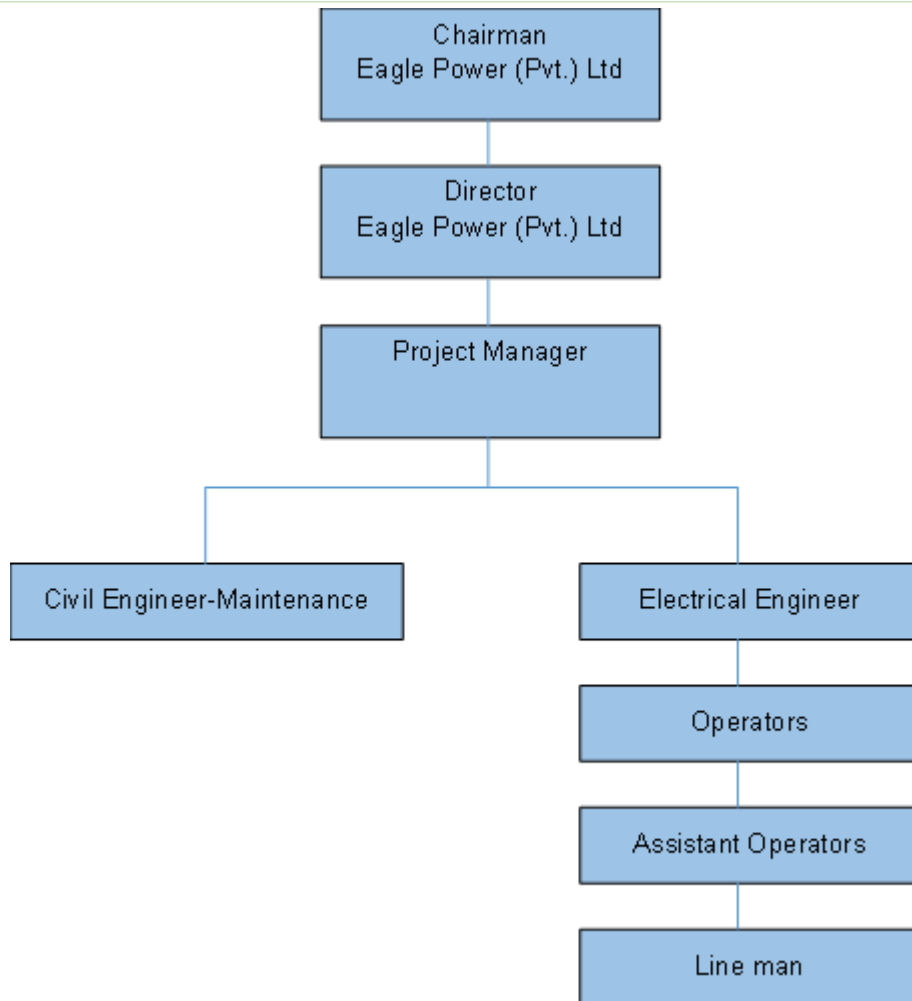 Chairman
Eagle Power (Pvt.) Ltd
Director
Eagle Power (Pvt.) Ltd
Project Manager
Civil Engineer-Maintenance
Electrical Engineer
Operators
Assistant Operators
Line man